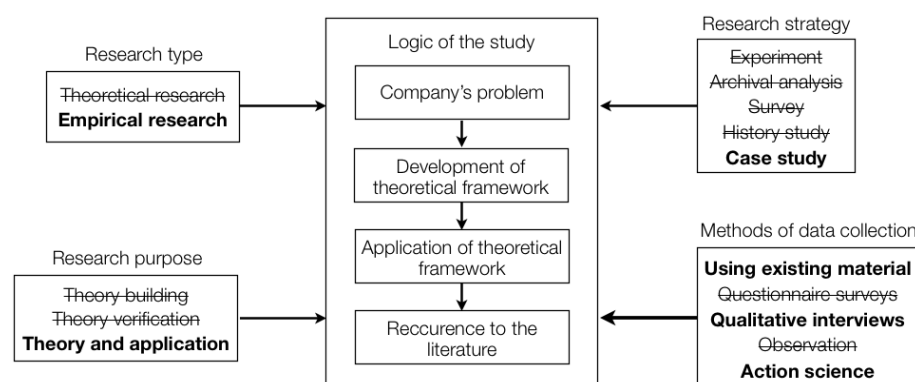 Research type
Theoretical research
Empirical research
Research purpose
Theory building
Theory verification
Theory and application
Logic of the study
Company's problem
Development of
theoretical framework
Application of theoretical
framework
Reccurence to the
literature
Research strategy
Experiment
Archival analysis
Survey
History study
Case study
Methods of data collection
Using existing material
Questionnaire surveys
Qualitative interviews
Observation
Action science